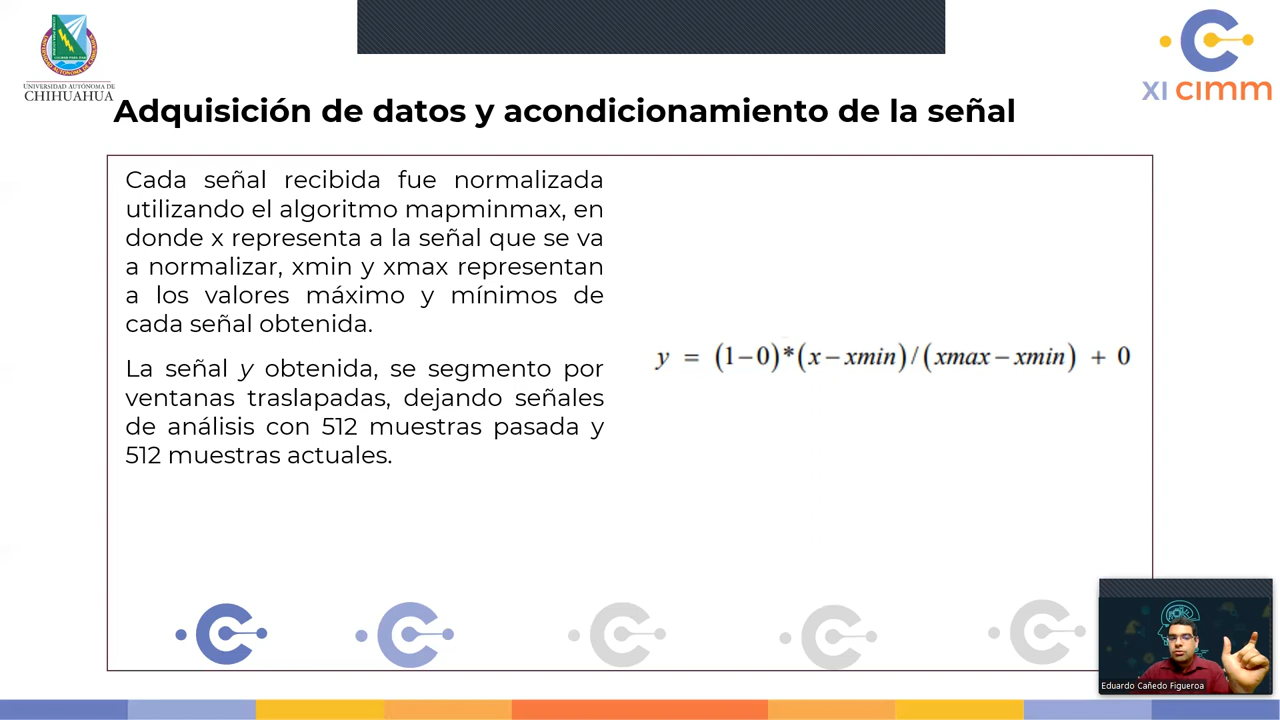 UNIVERSIDAD AUTÓNOMA DE
CHIHUAHUA
XI CIMM
Adquisición de datos y acondicionamiento de la señal
Cada señal recibida fue normalizada
utilizando el algoritmo mapminmax, en
donde x representa a la señal que se va
a normalizar, xmin y xmax representan
a los valores máximo y mínimos de
cada señal obtenida.
La señal y obtenida, se segmento por
ventanas traslapadas, dejando señales
de análisis con 512 muestras pasada y
512 muestras actuales.
y = (1−0)*(x−xmin)/(xmax−xmin) + 0
Eduardo Cañedo Figueroa